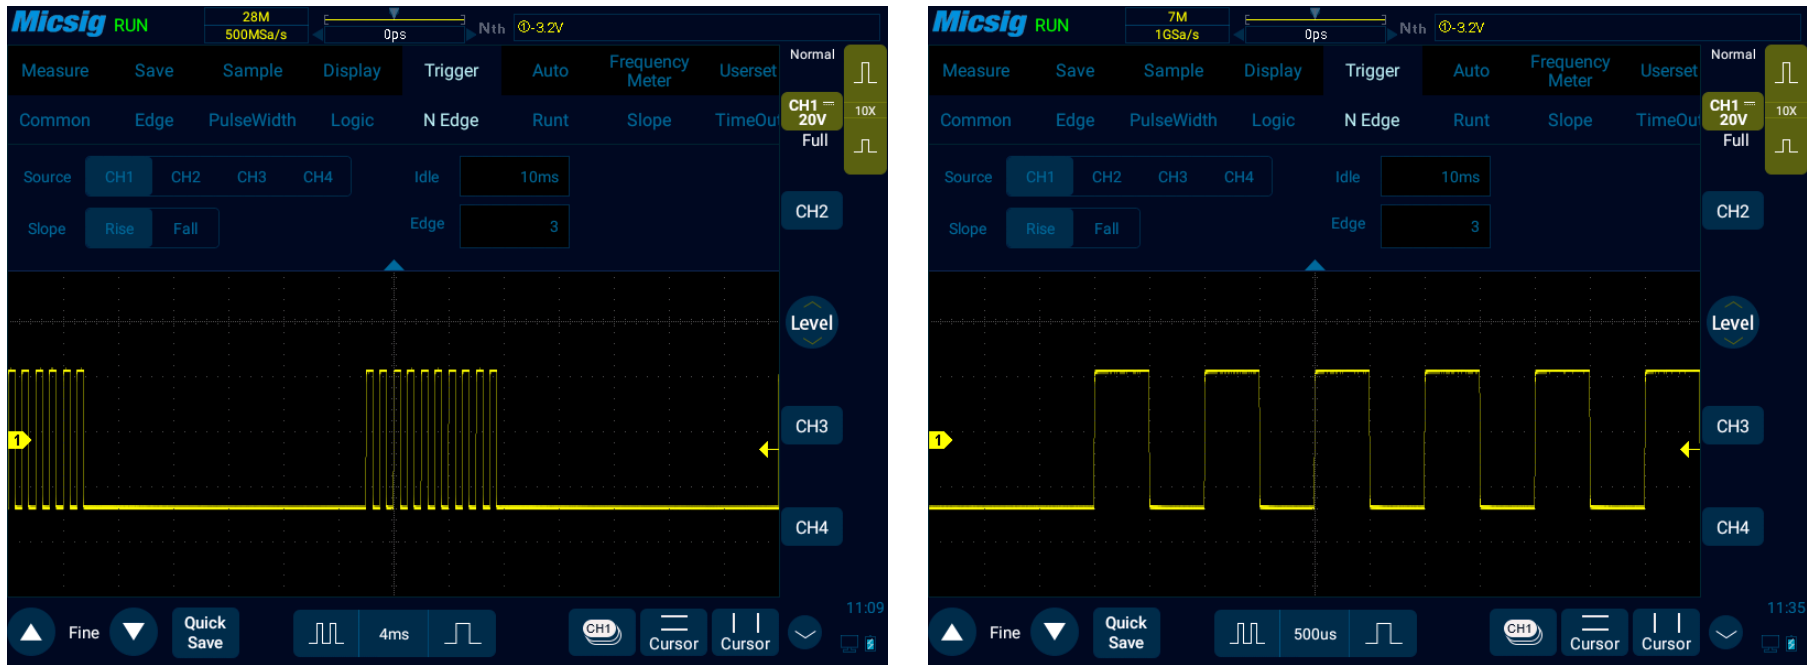 Micsig RUN 28M 500MSa/s 0ps Nth ①-3.2V
Measure Save Sample Display Trigger Auto Frequency Meter Userset
Normal
Common Edge PulseWidth Logic N Edge Runt Slope TimeOut
CH1 20V
Full
10X
Source CH1 CH2 CH3 CH4 Idle 10ms
Slope Rise Fall Edge 3
CH2
Level
1
CH3
CH4
11:09
Fine Quick Save 4ms CH1 Cursor Cursor
Micsig RUN 7M 1GSa/s 0ps Nth ①-3.2V
Measure Save Sample Display Trigger Auto Frequency Meter Userset
Normal
Common Edge PulseWidth Logic N Edge Runt Slope TimeOut
CH1 20V
Full
10X
Source CH1 CH2 CH3 CH4 Idle 10ms
Slope Rise Fall Edge 3
CH2
Level
1
CH3
CH4
11:35
Fine Quick Save 500us CH1 Cursor Cursor